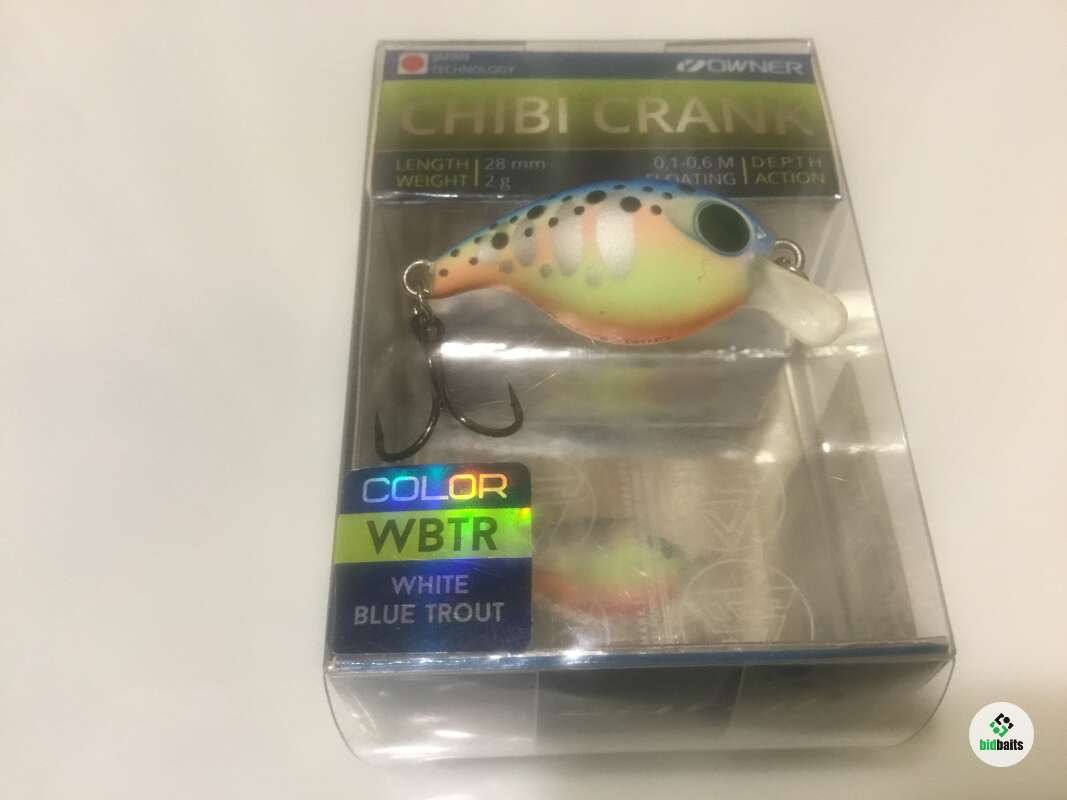 JAPAN
TECHNOLOGY
OWNER
CHIBI CRANK
LENGTH 28 mm
WEIGHT 2 g
0,1-0,6 M DEPTH
FLOATING ACTION
COLOR
WBTR
WHITE
BLUE TROUT
bidbaits